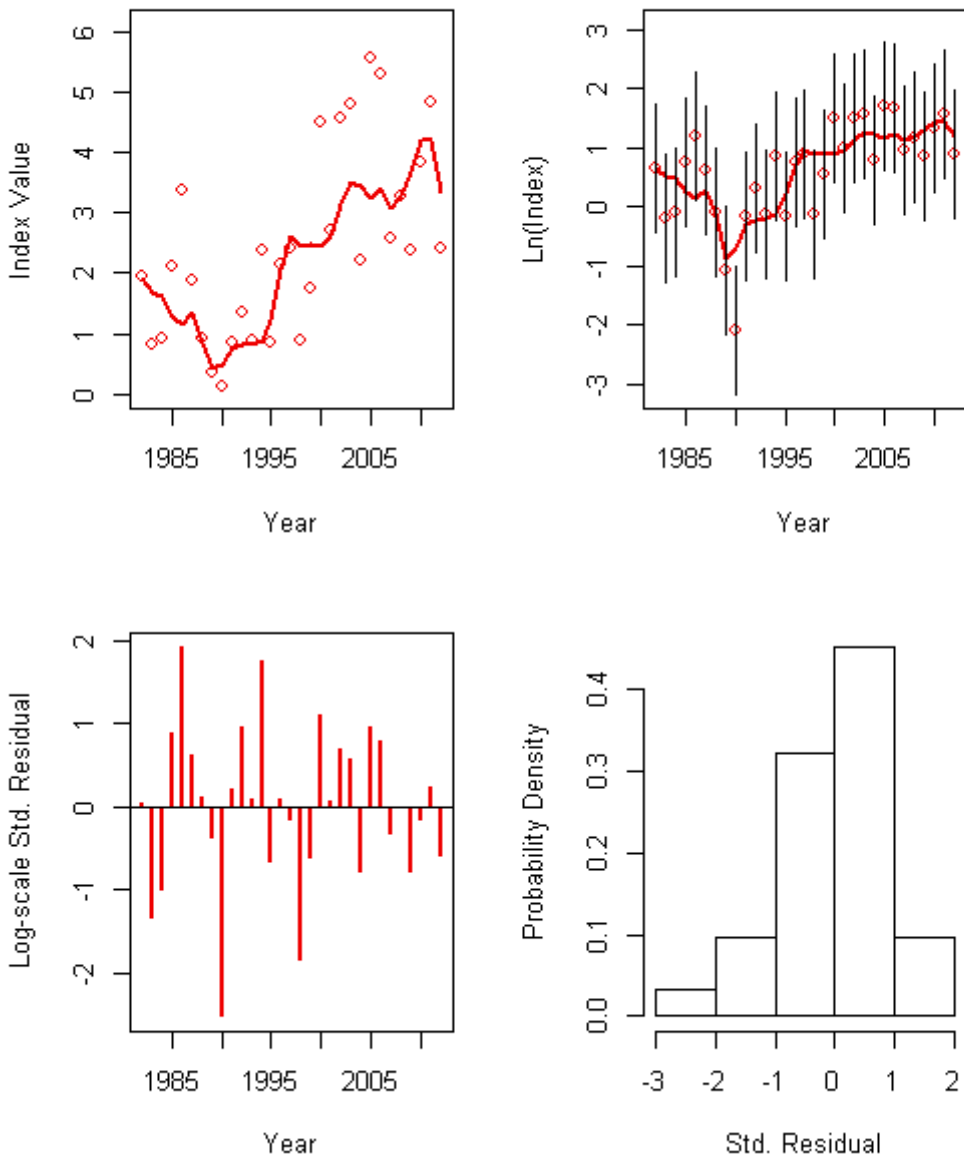 Index Value
6
5
4
3
2
1
0
1985 1995 2005
Year
Ln(Index)
3
2
1
0
-1
-2
-3
1985 1995 2005
Year
Log-scale Std. Residual
2
1
0
-1
-2
1985 1995 2005
Year
Probability Density
0.4
0.3
0.2
0.1
0.0
-3 -2 -1 0 1 2
Std. Residual